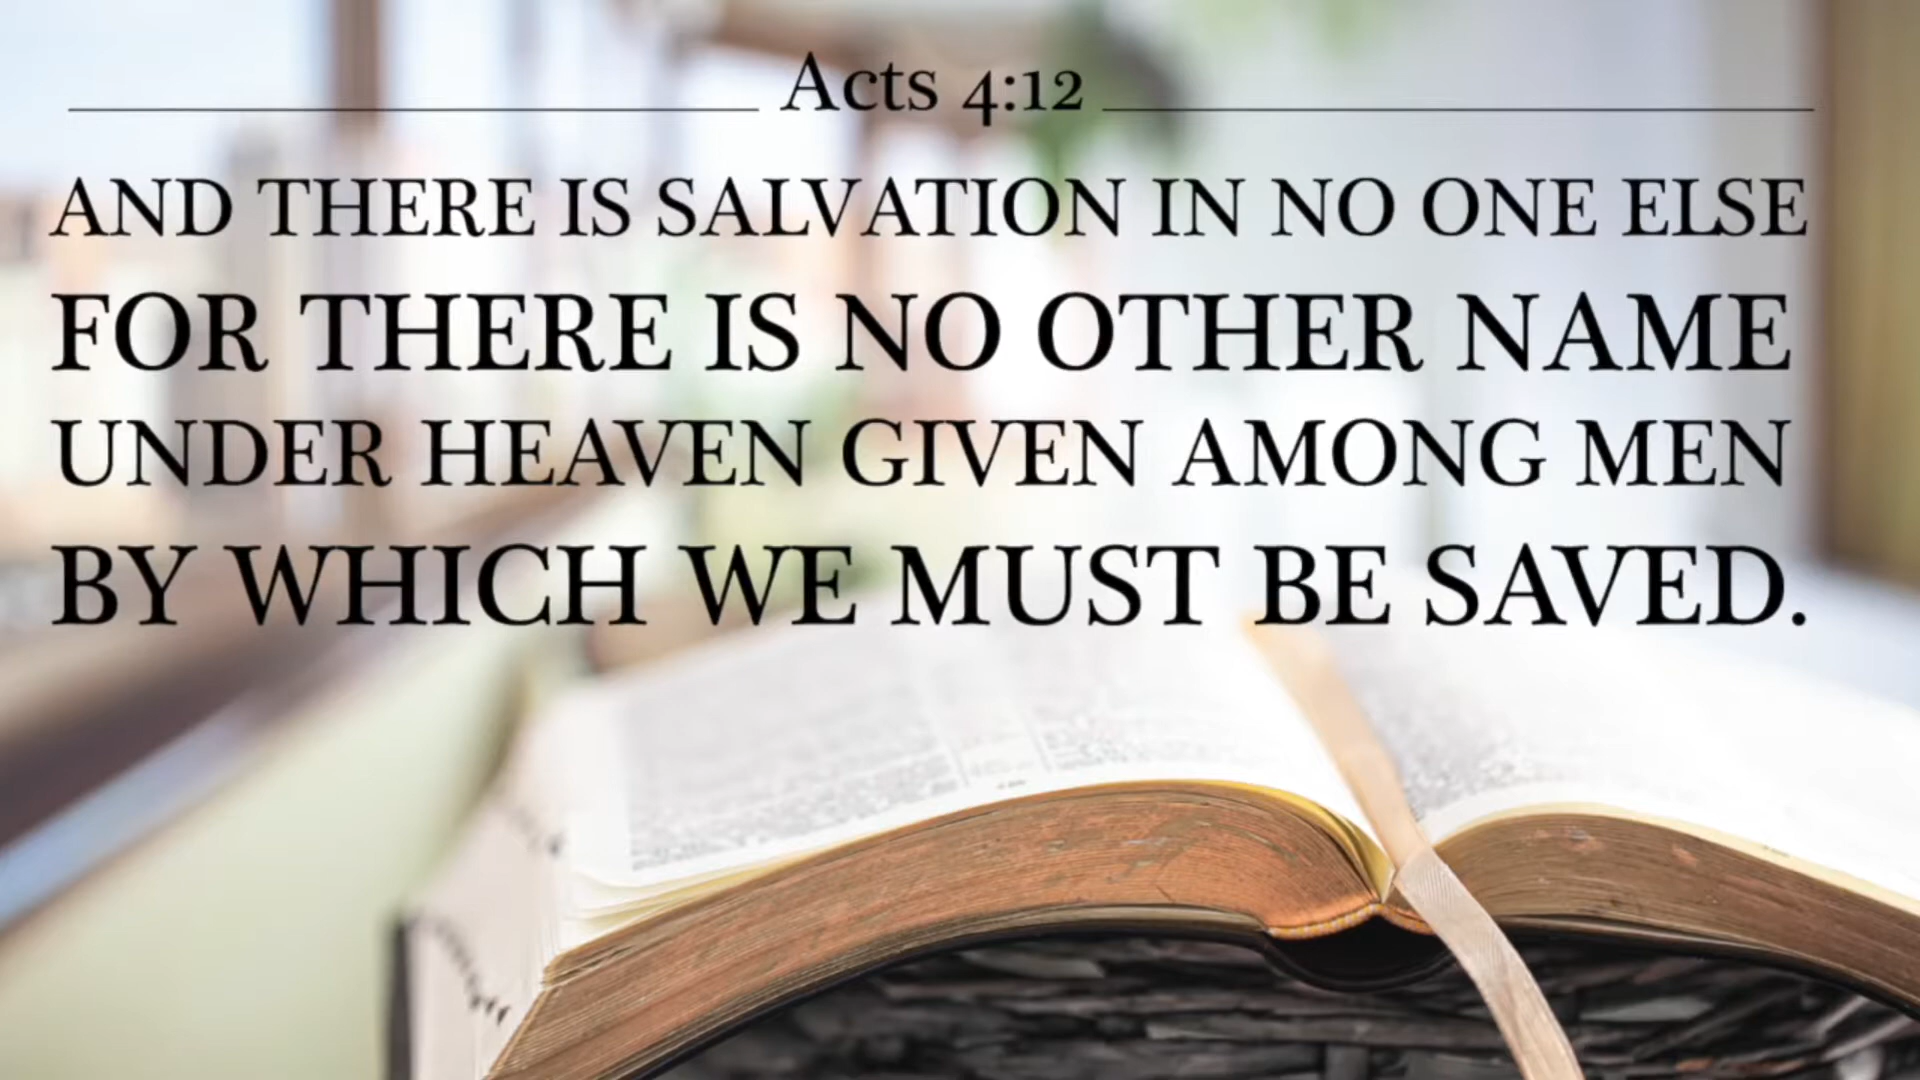 Acts 4:12
AND THERE IS SALVATION IN NO ONE ELSE
FOR THERE IS NO OTHER NAME
UNDER HEAVEN GIVEN AMONG MEN
BY WHICH WE MUST BE SAVED.